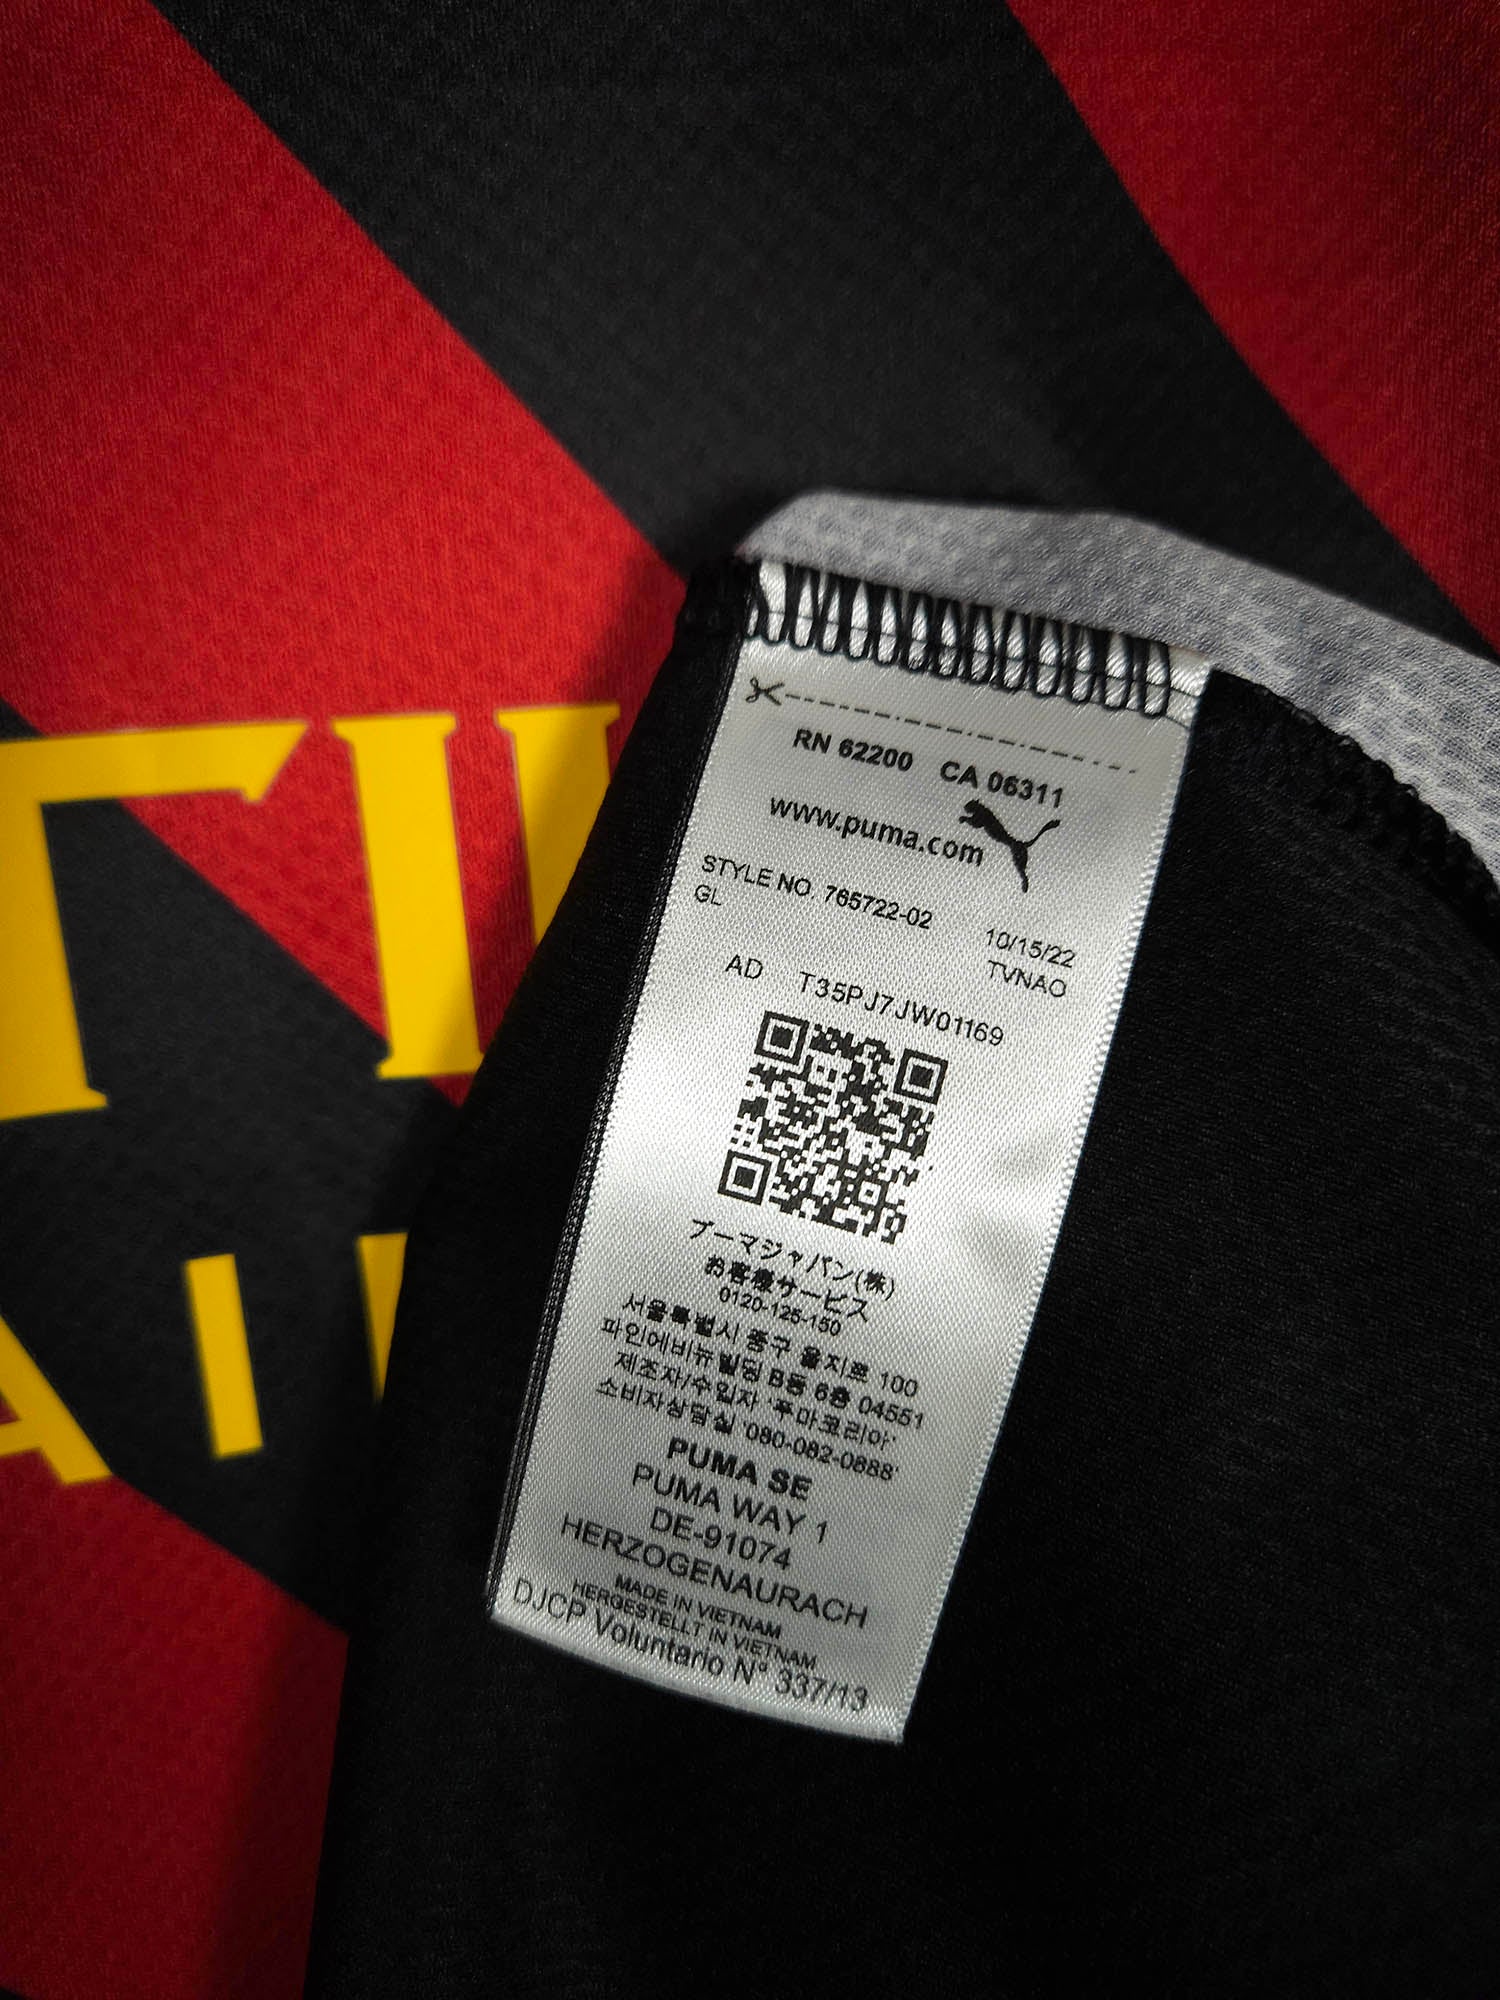 TI
AI
RN 62200 CA 06311
www.puma.com
STYLE NO. 765722-02 10/15/22
GL TVNAO
AD T35PJ7JW01169
プーマジャパン(株)
お客様サービス
0120-125-150
서울특별시 중구 을지로 100
파인에비뉴빌딩 B동 6층 04551
제조자/수입자 '푸마코리아'
소비자상담실 '080-082-0888'
PUMA SE
PUMA WAY 1
DE-91074
HERZOGENAURACH
MADE IN VIETNAM
HERGESTELLT IN VIETNAM
DJCP Voluntario N° 337/13